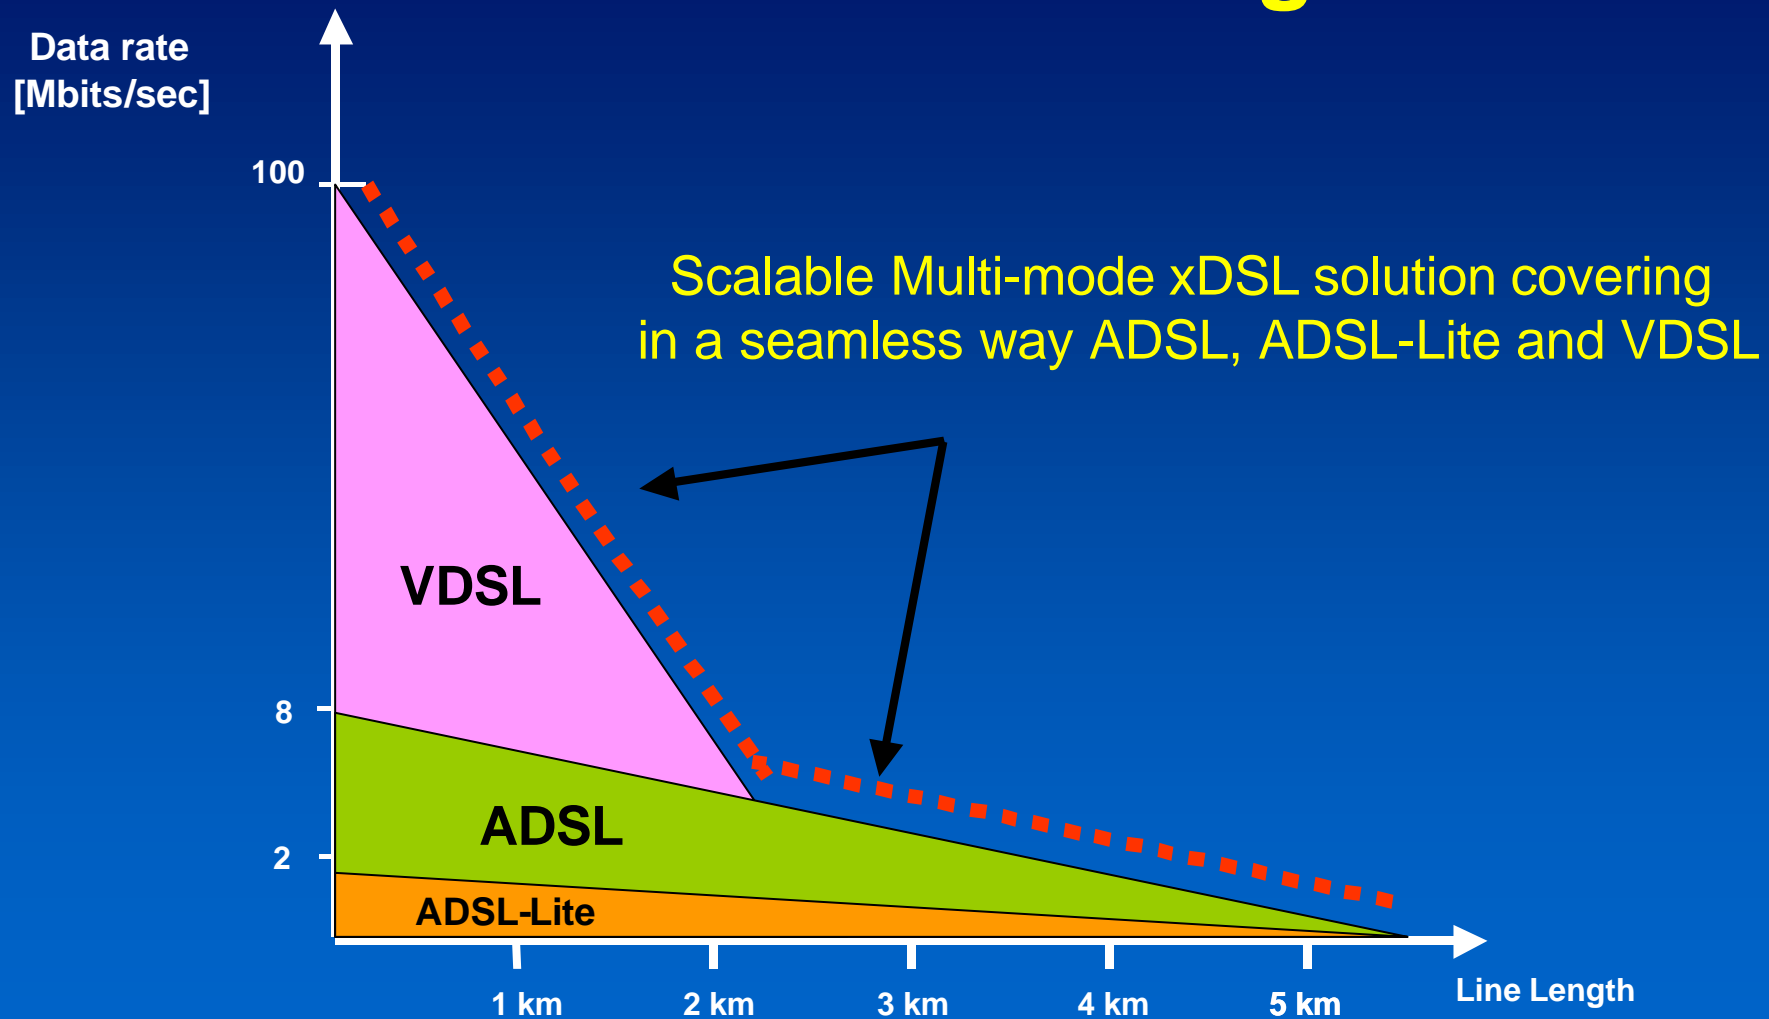 Data rate
[Mbits/sec]
100
Scalable Multi-mode xDSL solution covering
in a seamless way ADSL, ADSL-Lite and VDSL
VDSL
8
ADSL
2
ADSL-Lite
1 km
2 km
3 km
4 km
5 km
Line Length